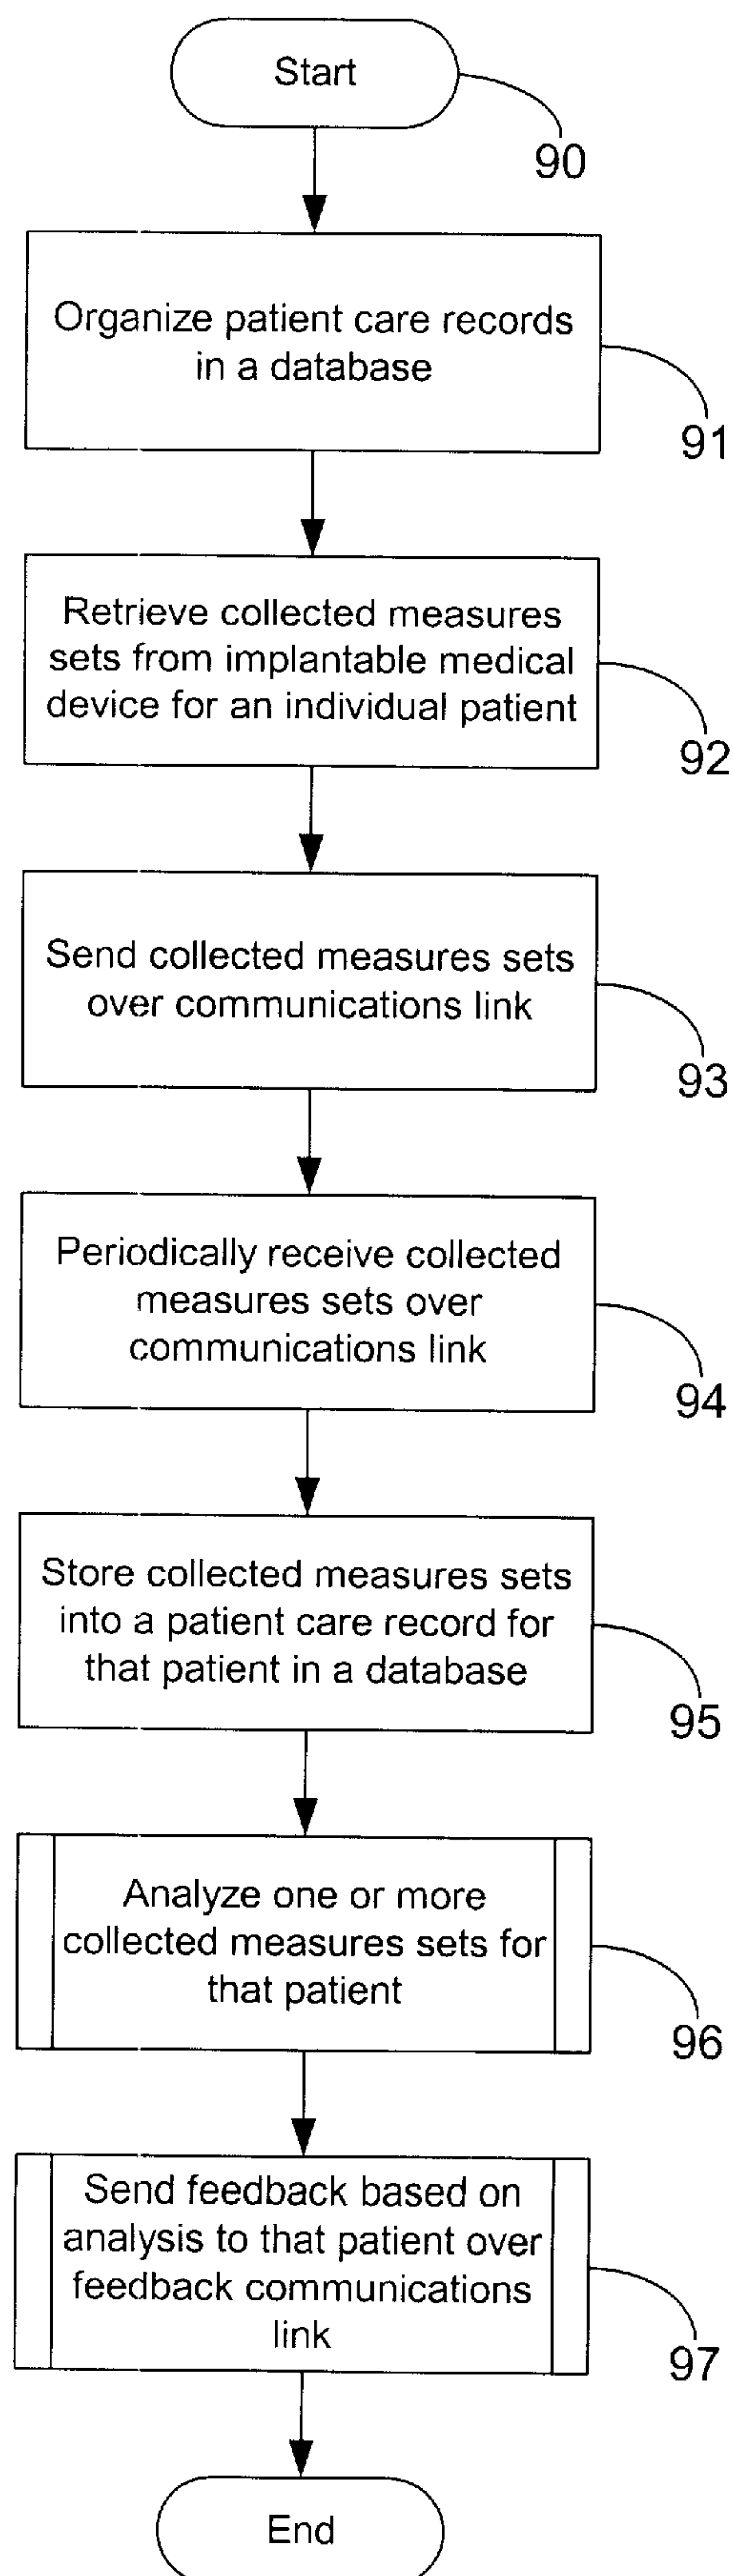 Start
90
Organize patient care records
in a database
91
Retrieve collected measures
sets from implantable medical
device for an individual patient
92
Send collected measures sets
over communications link
93
Periodically receive collected
measures sets over
communications link
94
Store collected measures sets
into a patient care record for
that patient in a database
95
Analyze one or more
collected measures sets for
that patient
96
Send feedback based on
analysis to that patient over
feedback communications
link
97
End